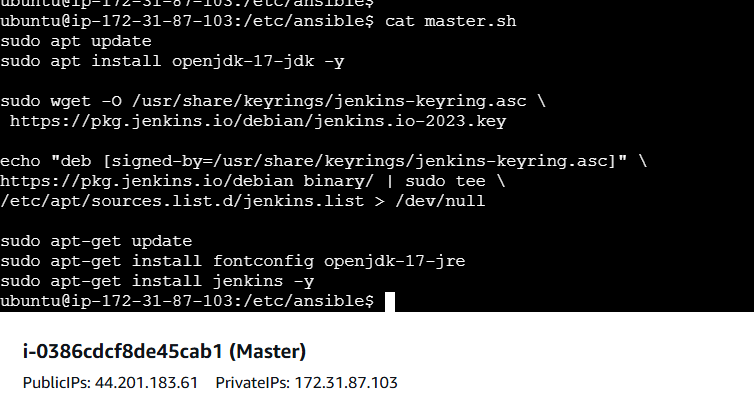 ubuntu@ip-172-31-87-103:/etc/ansible$
ubuntu@ip-172-31-87-103:/etc/ansible$ cat master.sh
sudo apt update
sudo apt install openjdk-17-jdk -y
sudo wget -O /usr/share/keyrings/jenkins-keyring.asc \
 https://pkg.jenkins.io/debian/jenkins.io-2023.key
echo "deb [signed-by=/usr/share/keyrings/jenkins-keyring.asc]" \
https://pkg.jenkins.io/debian binary/ | sudo tee \
/etc/apt/sources.list.d/jenkins.list > /dev/null
sudo apt-get update
sudo apt-get install fontconfig openjdk-17-jre
sudo apt-get install jenkins -y
ubuntu@ip-172-31-87-103:/etc/ansible$
i-0386cdcf8de45cab1 (Master)
PublicIPs: 44.201.183.61 PrivateIPs: 172.31.87.103